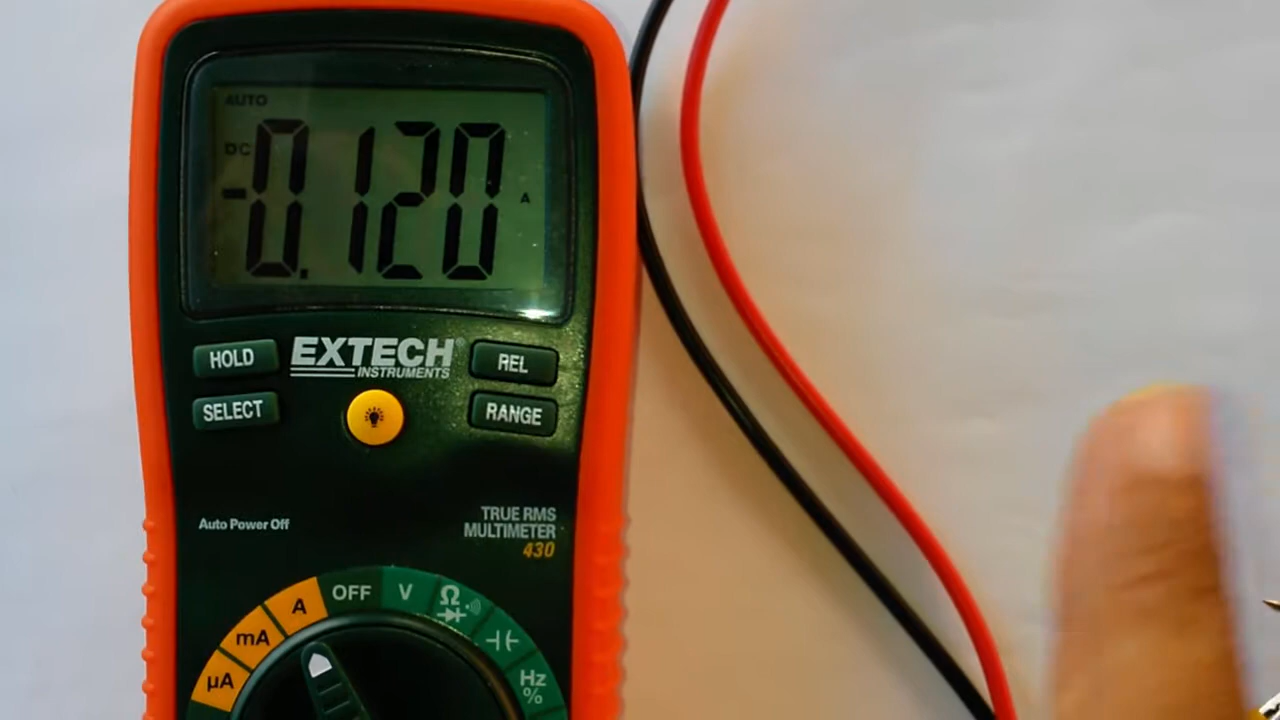 AUTO
DC
-0.120 A
HOLD
EXTECH®
INSTRUMENTS
REL
SELECT
RANGE
Auto Power Off
TRUE RMS
MULTIMETER
430
OFF
V
A
Ω
mA
µA
Hz
%